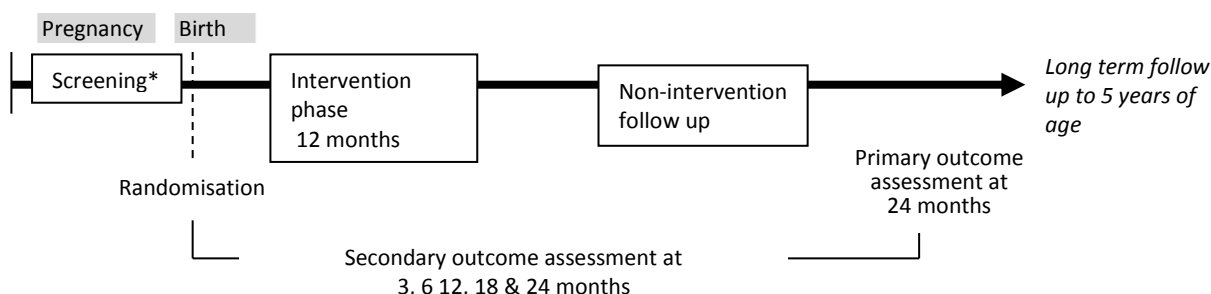 Pregnancy
Birth
Screening*
Intervention
phase
12 months
Non-intervention
follow up
Long term follow
up to 5 years of
age
Randomisation
Primary outcome
assessment at
24 months
Secondary outcome assessment at
3, 6 12, 18 & 24 months